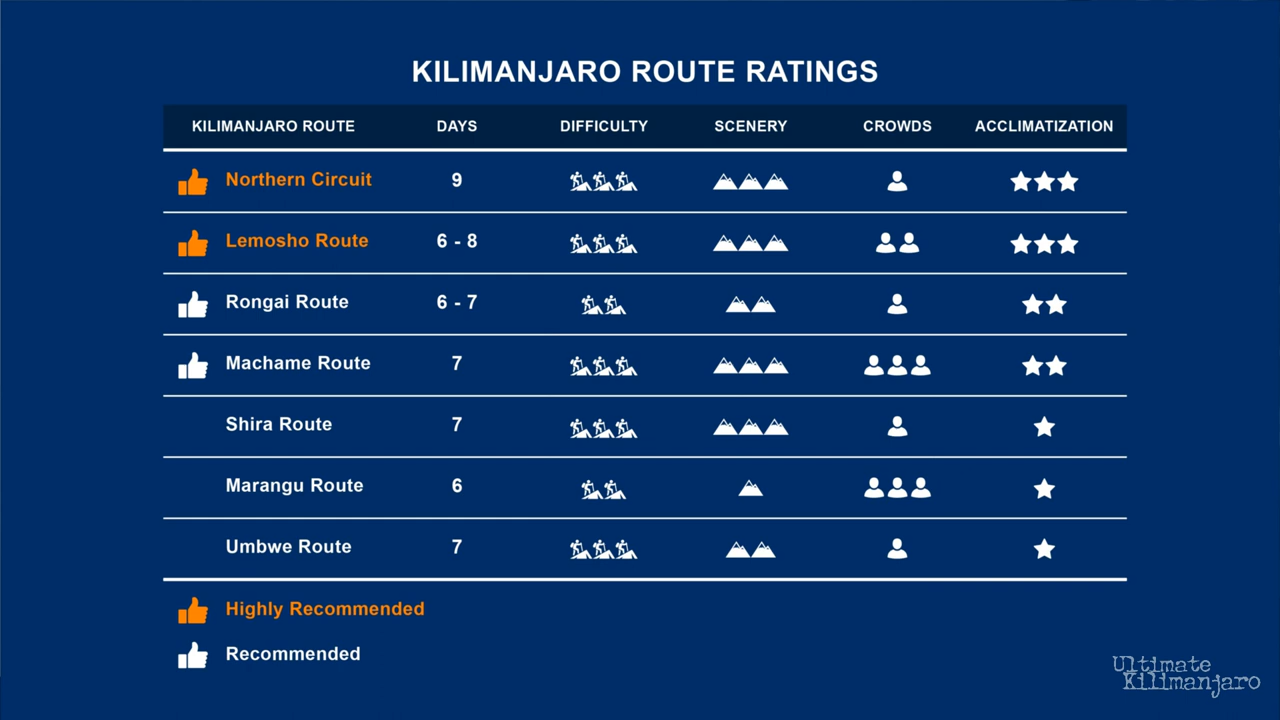 KILIMANJARO ROUTE RATINGS
KILIMANJARO ROUTE DAYS DIFFICULTY SCENERY CROWDS ACCLIMATIZATION
Northern Circuit 9
Lemosho Route 6 - 8
Rongai Route 6 - 7
Machame Route 7
Shira Route 7
Marangu Route 6
Umbwe Route 7
Highly Recommended
Recommended
Ultimate
Kilimanjaro